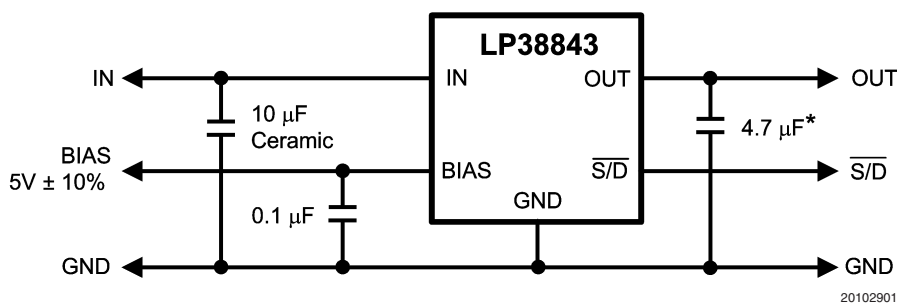 LP38843
IN
IN
OUT
OUT
10 μF
Ceramic
4.7 μF*
BIAS
5V ± 10%
BIAS
S/D
S/D
GND
0.1 μF
GND
GND
20102901